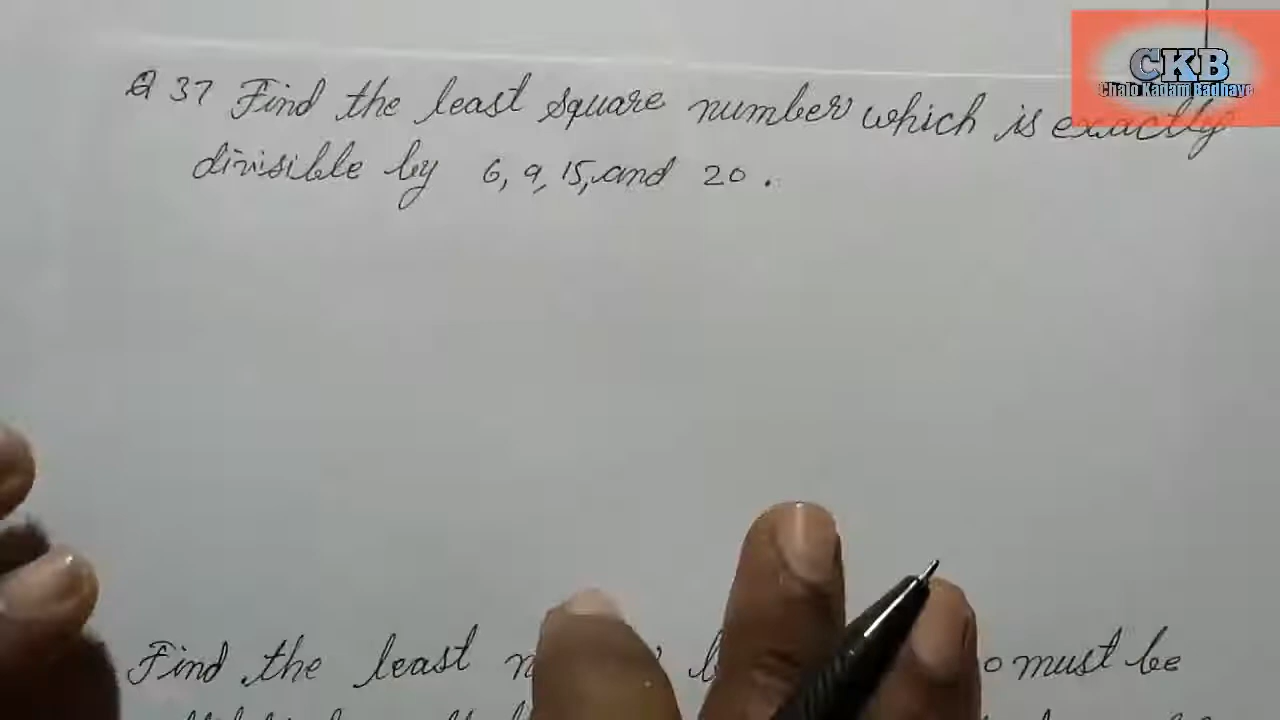 CKB
Chalo Kadam Badhaye
Q 37 Find the least square number which is exactly
divisible by 6, 9, 15, and 20.
Find the least must be